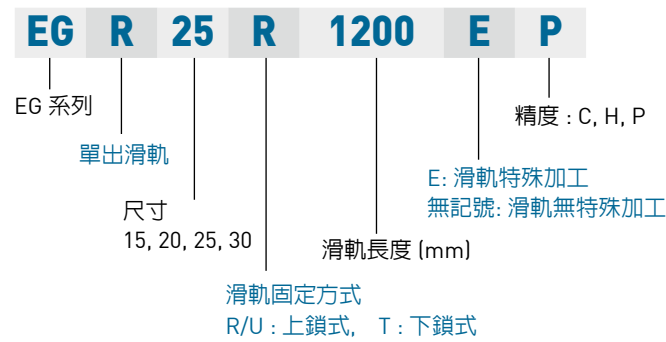 EG R 25 R 1200 E P
EG 系列
精度 : C, H, P
單出滑軌
E: 滑軌特殊加工
無記號: 滑軌無特殊加工
尺寸
15, 20, 25, 30
滑軌長度 (mm)
滑軌固定方式
R/U : 上鎖式, T : 下鎖式